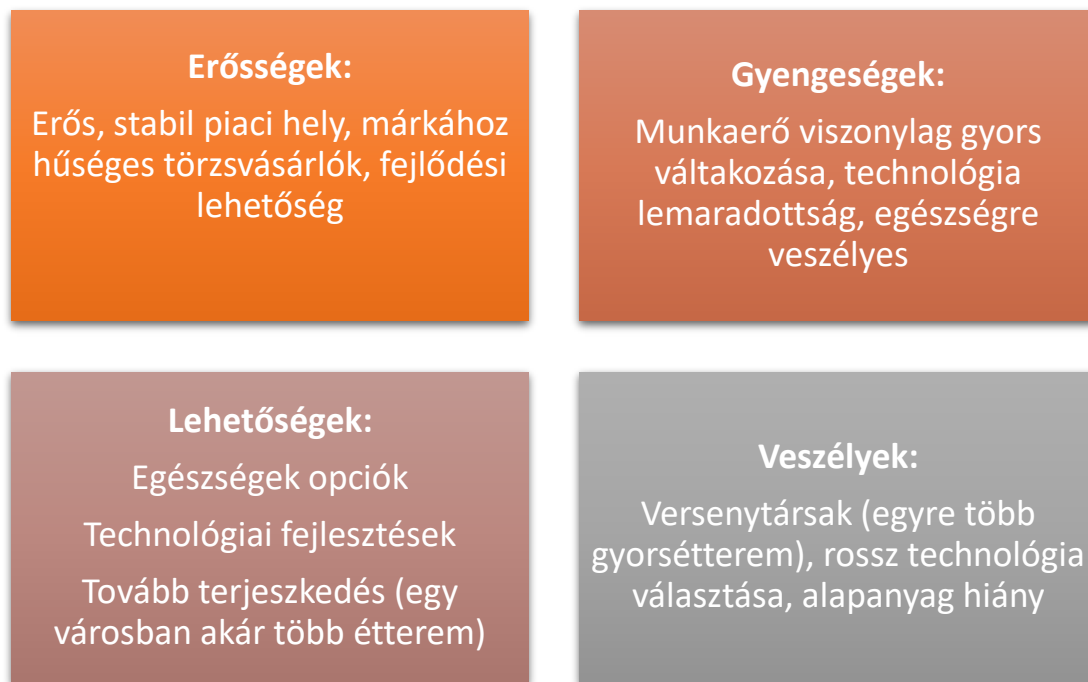 Erősségek:
Erős, stabil piaci hely, márkához
hűséges törzsvásárlók, fejlődési
lehetőség
Gyengeségek:
Munkaerő viszonylag gyors
váltakozása, technológia
lemaradottság, egészségre
veszélyes
Lehetőségek:
Egészségek opciók
Technológiai fejlesztések
Tovább terjeszkedés (egy
városban akár több étterem)
Veszélyek:
Versenytársak (egyre több
gyorsétterem), rossz technológia
választása, alapanyag hiány